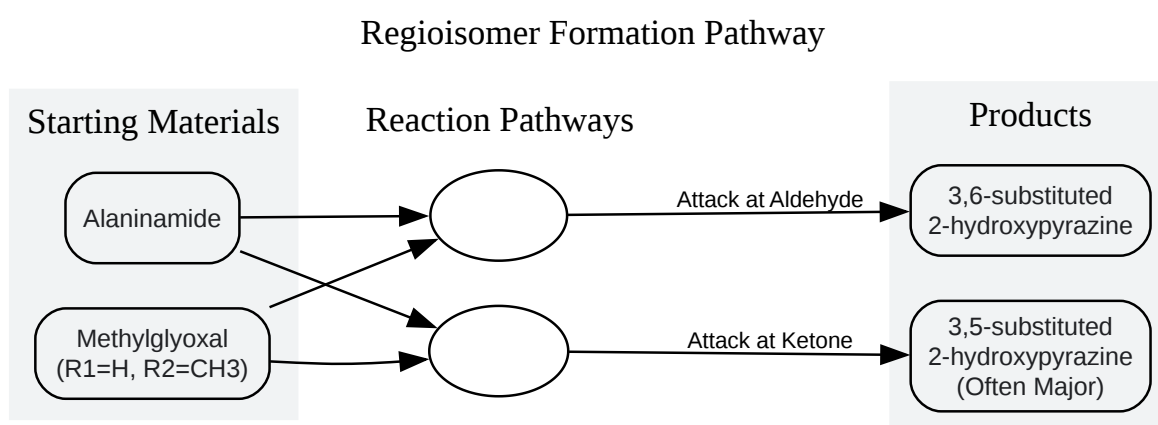 Regioisomer Formation Pathway
Starting Materials
Reaction Pathways
Products
Alaninamide
Methylglyoxal
(R1=H, R2=CH3)
Attack at Aldehyde
Attack at Ketone
3,6-substituted
2-hydroxypyrazine
3,5-substituted
2-hydroxypyrazine
(Often Major)